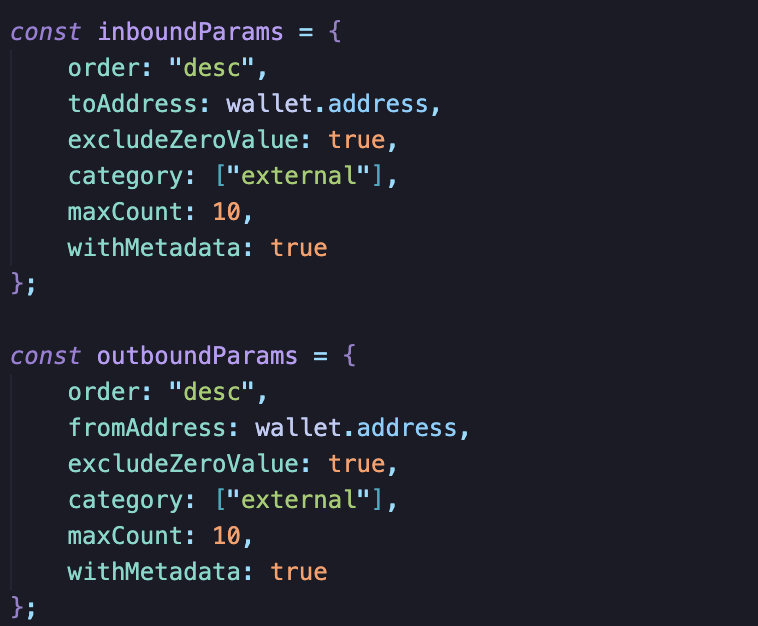 const inboundParams = {
    order: "desc",
    toAddress: wallet.address,
    excludeZeroValue: true,
    category: ["external"],
    maxCount: 10,
    withMetadata: true
};

const outboundParams = {
    order: "desc",
    fromAddress: wallet.address,
    excludeZeroValue: true,
    category: ["external"],
    maxCount: 10,
    withMetadata: true
};